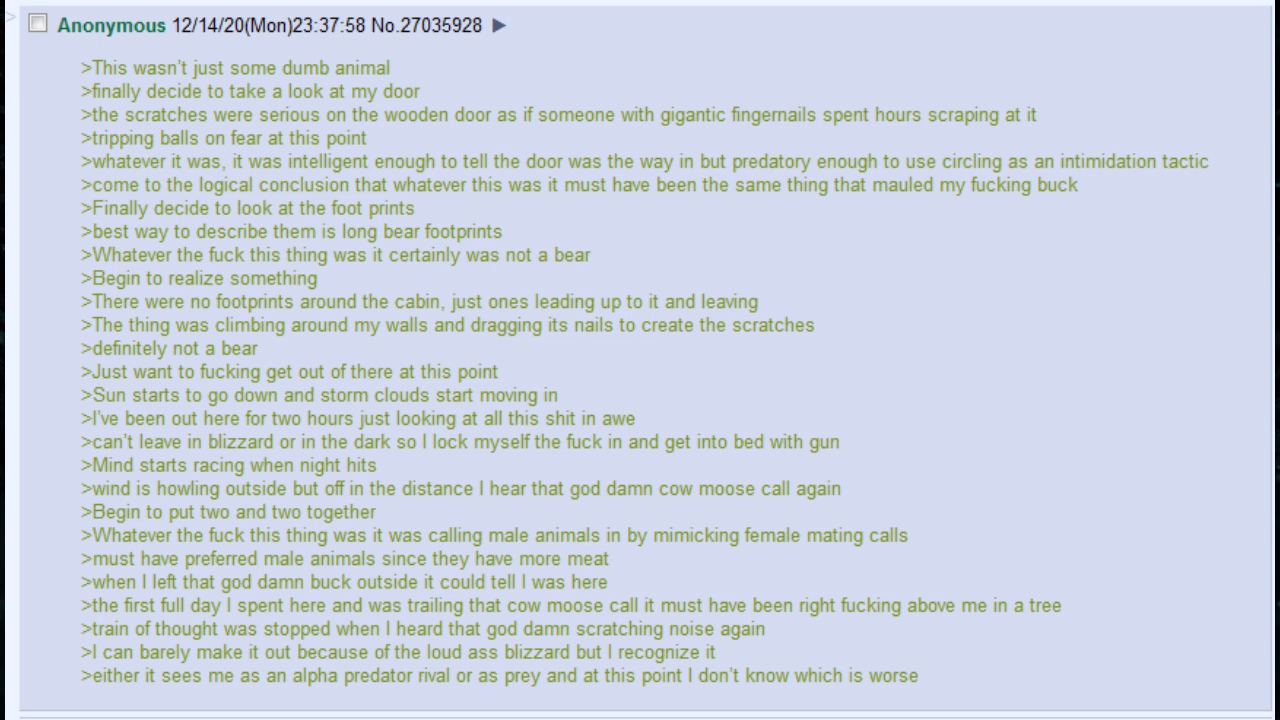 Anonymous 12/14/20(Mon)23:37:58 No.27035928 ▶
>This wasn't just some dumb animal
>finally decide to take a look at my door
>the scratches were serious on the wooden door as if someone with gigantic fingernails spent hours scraping at it
>tripping balls on fear at this point
>whatever it was, it was intelligent enough to tell the door was the way in but predatory enough to use circling as an intimidation tactic
>come to the logical conclusion that whatever this was it must have been the same thing that mauled my fucking buck
>Finally decide to look at the foot prints
>best way to describe them is long bear footprints
>Whatever the fuck this thing was it certainly was not a bear
>Begin to realize something
>There were no footprints around the cabin, just ones leading up to it and leaving
>The thing was climbing around my walls and dragging its nails to create the scratches
>definitely not a bear
>Just want to fucking get out of there at this point
>Sun starts to go down and storm clouds start moving in
>I've been out here for two hours just looking at all this shit in awe
>can't leave in blizzard or in the dark so I lock myself the fuck in and get into bed with gun
>Mind starts racing when night hits
>wind is howling outside but off in the distance I hear that god damn cow moose call again
>Begin to put two and two together
>Whatever the fuck this thing was it was calling male animals in by mimicking female mating calls
>must have preferred male animals since they have more meat
>when I left that god damn buck outside it could tell I was here
>the first full day I spent here and was trailing that cow moose call it must have been right fucking above me in a tree
>train of thought was stopped when I heard that god damn scratching noise again
>I can barely make it out because of the loud ass blizzard but I recognize it
>either it sees me as an alpha predator rival or as prey and at this point I don't know which is worse